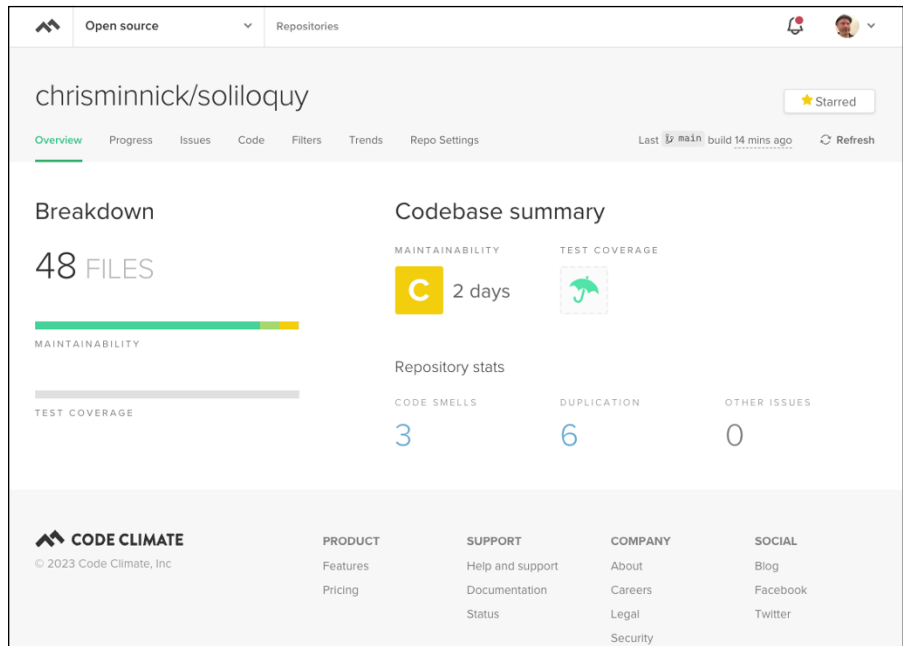 Open source
Repositories
chrisminnick/soliloquy
Starred
Overview Progress Issues Code Filters Trends Repo Settings
Last main build 14 mins ago Refresh
Breakdown
48 FILES
MAINTAINABILITY
TEST COVERAGE
Codebase summary
MAINTAINABILITY TEST COVERAGE
C 2 days
Repository stats
CODE SMELLS DUPLICATION OTHER ISSUES
3 6 0
CODE CLIMATE
© 2023 Code Climate, Inc
PRODUCT
Features
Pricing
SUPPORT
Help and support
Documentation
Status
COMPANY
About
Careers
Legal
Security
SOCIAL
Blog
Facebook
Twitter